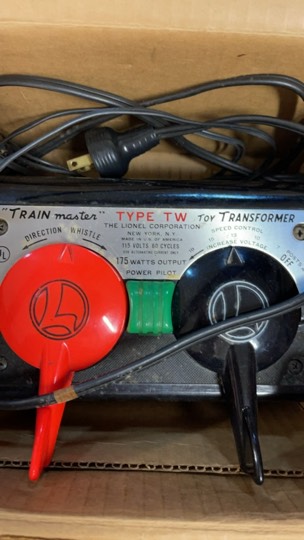 "TRAIN master" TYPE TW TOY TRANSFORMER
DIRECTION WHISTLE
THE LIONEL CORPORATION
NEW YORK, N.Y.
MADE IN U.S. OF AMERICA
115 VOLTS 60 CYCLES
175 WATTS OUTPUT
POWER PILOT
SPEED CONTROL
INCREASE VOLTAGE
OFF
L
L